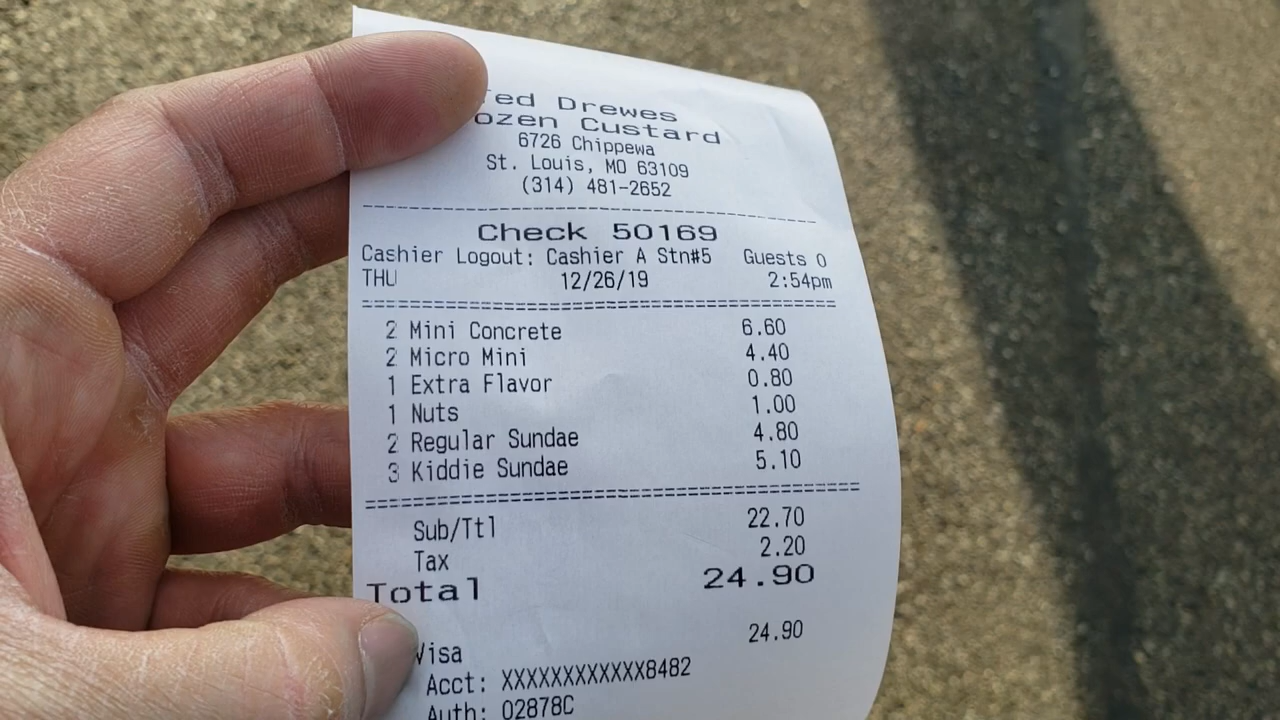 Ted Drewes
ozen Custard
6726 Chippewa
St. Louis, MO 63109
(314) 481-2652
Check 50169
Cashier Logout: Cashier A Stn#5 Guests 0
THU 12/26/19 2:54pm
2 Mini Concrete 6.60
2 Micro Mini 4.40
1 Extra Flavor 0.80
1 Nuts 1.00
2 Regular Sundae 4.80
3 Kiddie Sundae 5.10
Sub/Ttl 22.70
Tax 2.20
Total 24.90
Visa 24.90
Acct: XXXXXXXXXXXX8482
Auth: 02878C